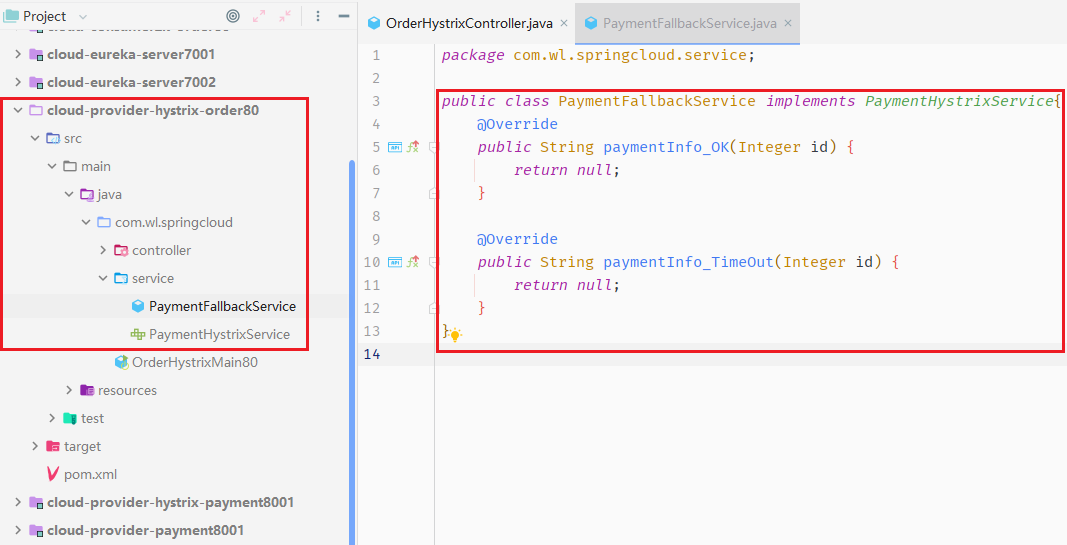 Project
cloud-eureka-server7001
cloud-eureka-server7002
cloud-provider-hystrix-order80
src
main
java
com.wl.springcloud
controller
service
PaymentFallbackService
PaymentHystrixService
OrderHystrixMain80
resources
test
target
pom.xml
cloud-provider-hystrix-payment8001
cloud-provider-payment8001
OrderHystrixController.java × PaymentFallbackService.java ×
1 package com.wl.springcloud.service;
2
3 public class PaymentFallbackService implements PaymentHystrixService{
4 @Override
5 public String paymentInfo_OK(Integer id) {
6 return null;
7 }
8
9 @Override
10 public String paymentInfo_TimeOut(Integer id) {
11 return null;
12 }
13 }
14